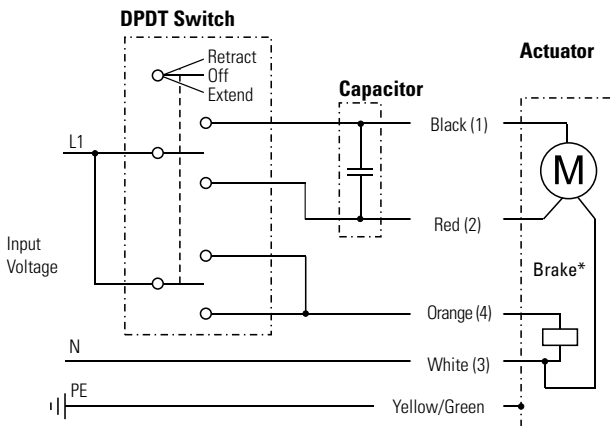 DPDT Switch
Actuator
Retract
Off
Extend
Capacitor
Black (1)
L1
M
Red (2)
Input
Voltage
Brake*
Orange (4)
N
White (3)
PE
Yellow/Green